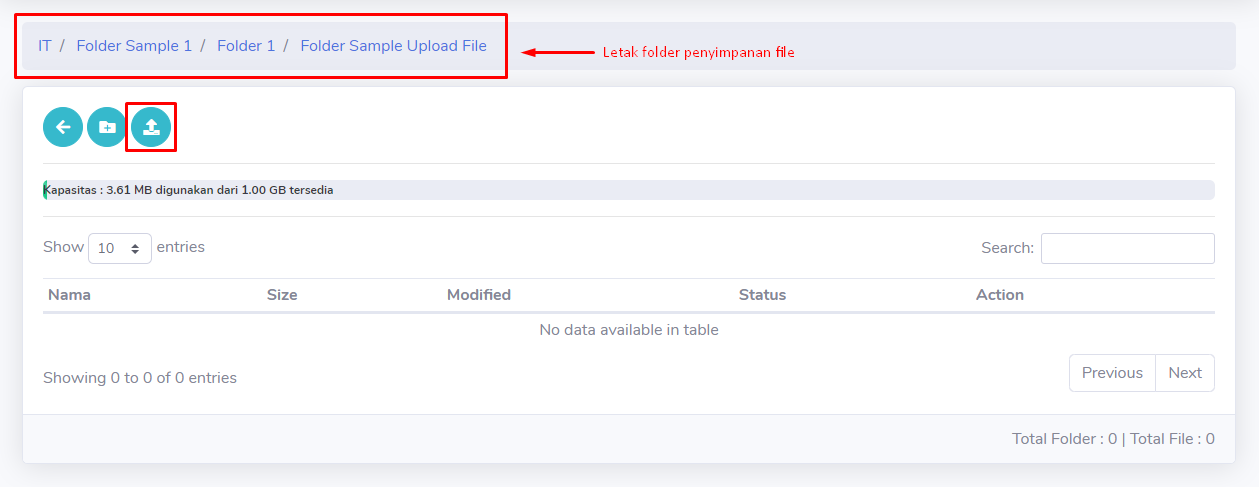 IT / Folder Sample 1 / Folder 1 / Folder Sample Upload File
Letak folder penyimpanan file
Kapasitas : 3.61 MB digunakan dari 1.00 GB tersedia
Show 10 entries
Search:
Nama Size Modified Status Action
No data available in table
Showing 0 to 0 of 0 entries
Previous Next
Total Folder : 0 | Total File : 0